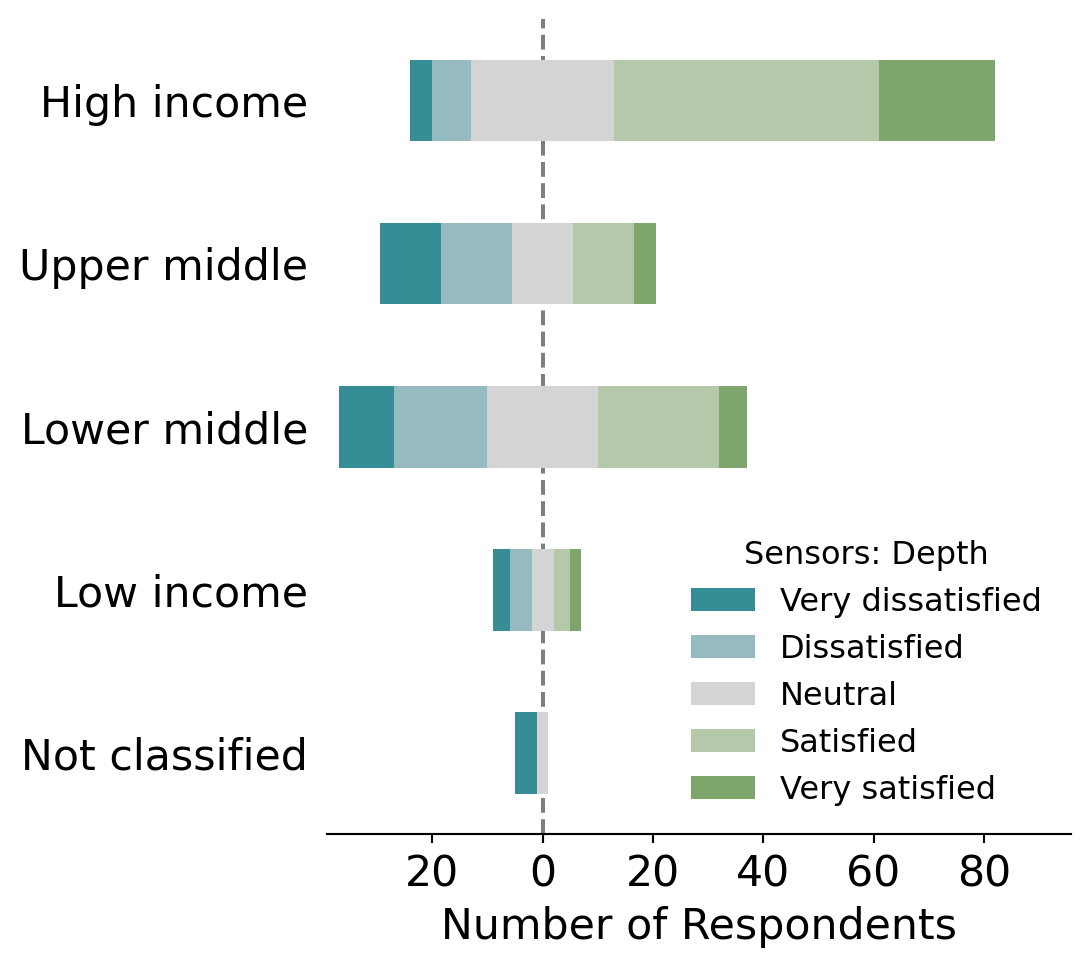 High income
Upper middle
Lower middle
Low income
Not classified
Sensors: Depth
Very dissatisfied
Dissatisfied
Neutral
Satisfied
Very satisfied
20 0 20 40 60 80
Number of Respondents